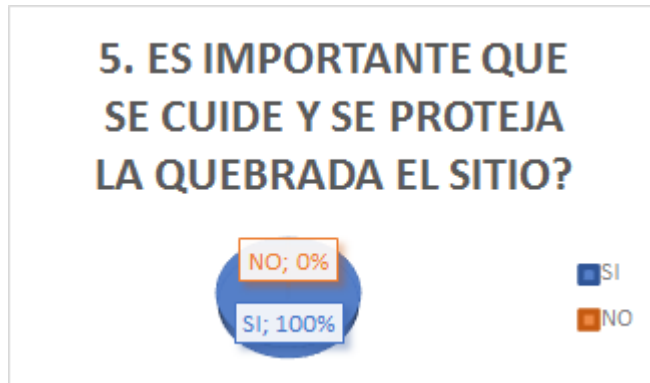 5. ES IMPORTANTE QUE
SE CUIDE Y SE PROTEJA
LA QUEBRADA EL SITIO?
NO; 0%
SI; 100%
SI
NO